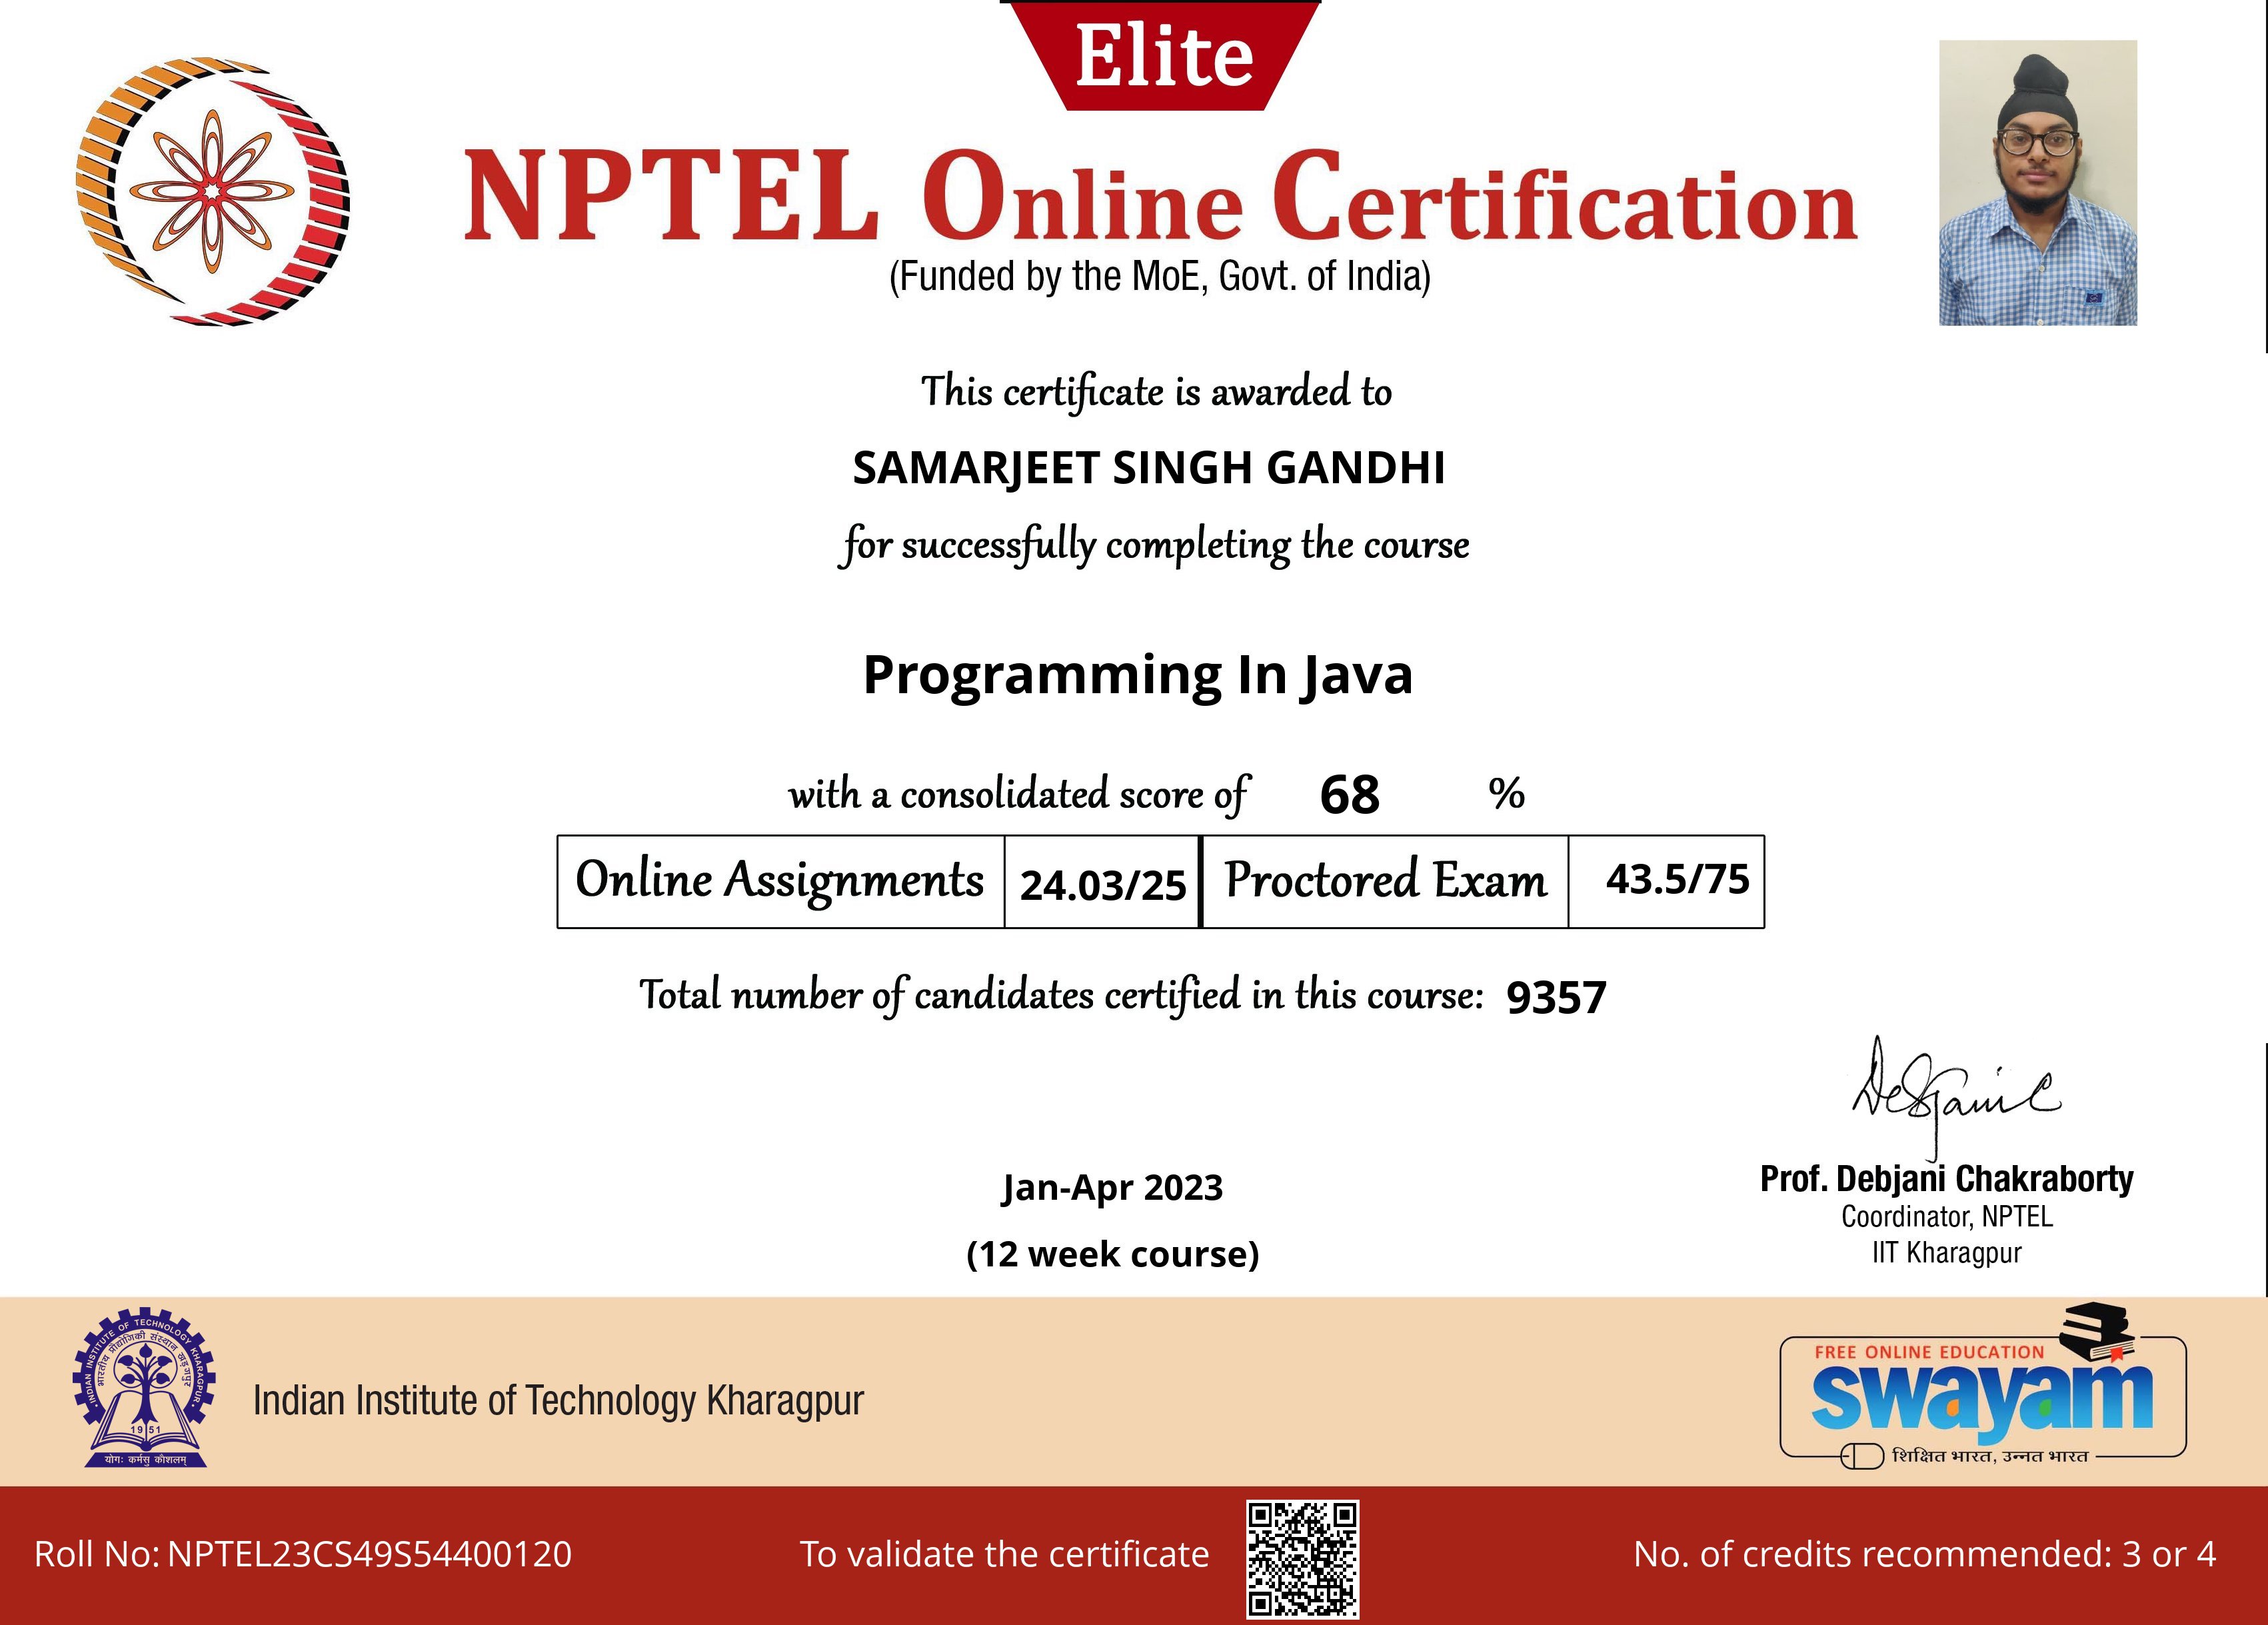 Elite
NPTEL Online Certification
(Funded by the MoE, Govt. of India)
This certificate is awarded to
SAMARJEET SINGH GANDHI
for successfully completing the course
Programming In Java
with a consolidated score of 68 %
Online Assignments 24.03/25 Proctored Exam 43.5/75
Total number of candidates certified in this course: 9357
Jan-Apr 2023
(12 week course)
Prof. Debjani Chakraborty
Coordinator, NPTEL
IIT Kharagpur
INDIAN INSTITUTE OF TECHNOLOGY KHARAGPUR
भारतीय प्रौद्योगिकी संस्थान खड़गपुर
1951
योगः कर्मसु कौशलम्
Indian Institute of Technology Kharagpur
FREE ONLINE EDUCATION
swayam
शिक्षित भारत, उन्नत भारत
Roll No: NPTEL23CS49S54400120
To validate the certificate
No. of credits recommended: 3 or 4